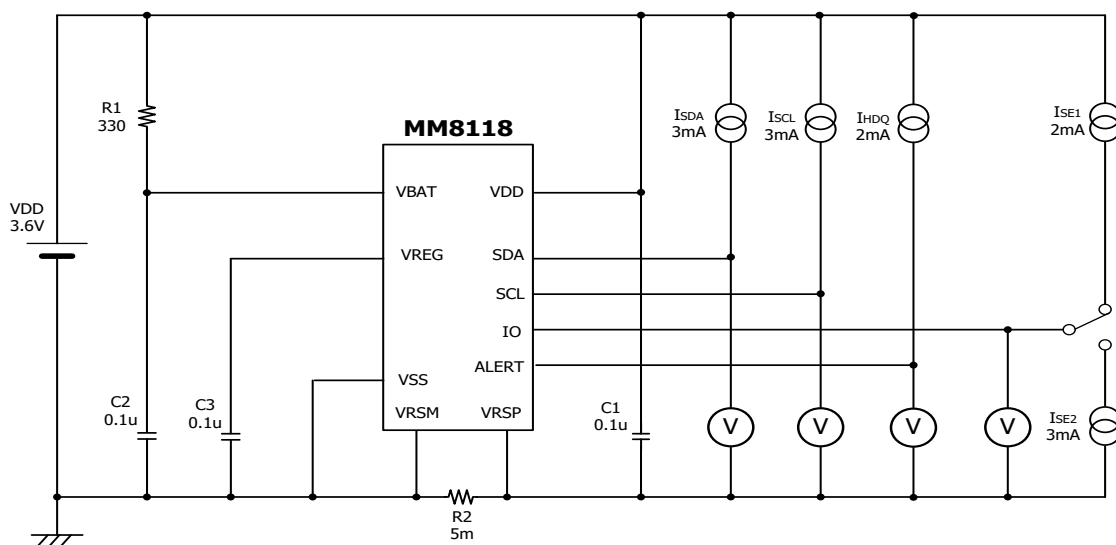 R1
330
MM8118
ISDA
3mA
ISCL
3mA
IHDQ
2mA
ISE1
2mA
VDD
3.6V
VBAT
VDD
VREG
SDA
SCL
IO
ALERT
VSS
VRSM
VRSP
C2
0.1u
C3
0.1u
C1
0.1u
V
V
V
V
ISE2
3mA
R2
5m